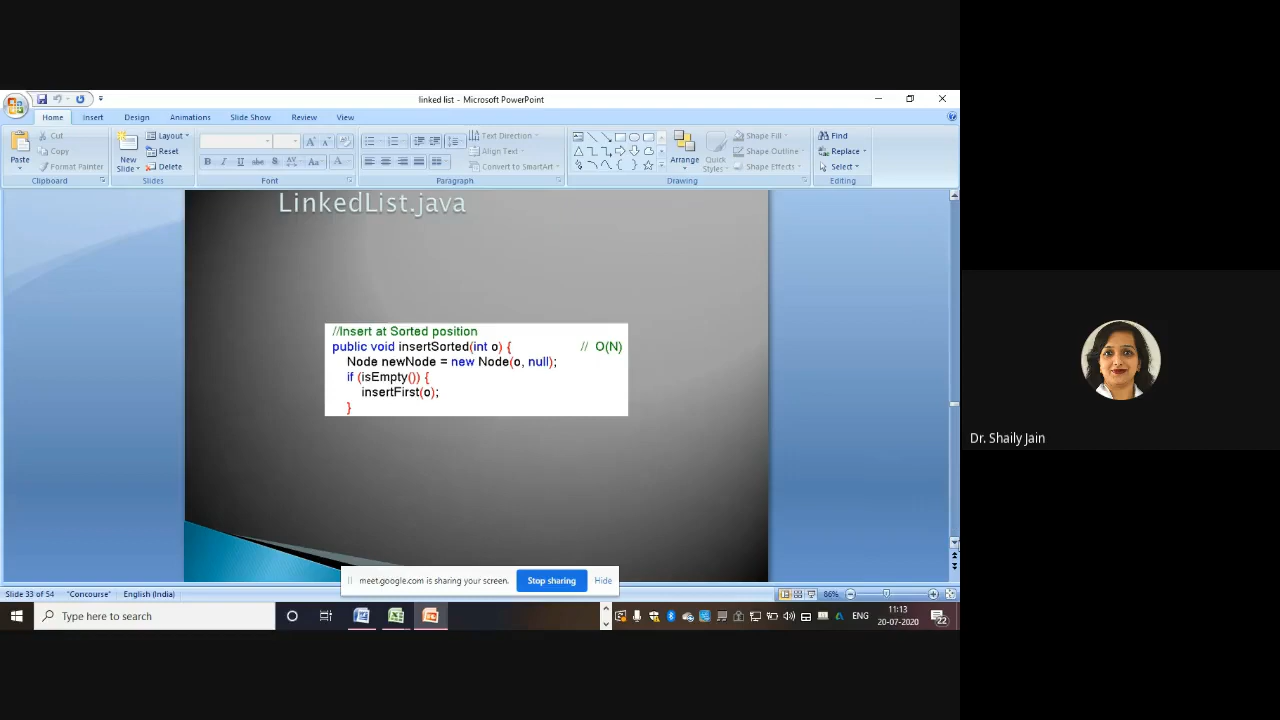 linked list - Microsoft PowerPoint
Home Insert Design Animations Slide Show Review View
Cut
Copy
Format Painter
Paste
Clipboard
New
Slide
Layout
Reset
Delete
Slides
B I U abc S AV Aa A
Font
Text Direction
Align Text
Convert to SmartArt
Paragraph
Arrange
Quick
Styles
Shape Fill
Shape Outline
Shape Effects
Drawing
Find
Replace
Select
Editing
LinkedList.java
//Insert at Sorted position
public void insertSorted(int o) { // O(N)
Node newNode = new Node(o, null);
if (isEmpty()) {
insertFirst(o);
}
Dr. Shaily Jain
meet.google.com is sharing your screen. Stop sharing Hide
Slide 33 of 54 "Concourse" English (India) 86%
Type here to search
ENG
11:13
20-07-2020
22